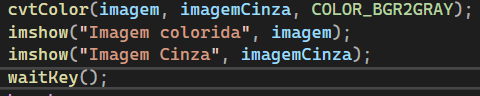 cvtColor(imagem, imagemCinza, COLOR_BGR2GRAY);
imshow("Imagem colorida", imagem);
imshow("Imagem Cinza", imagemCinza);
waitKey();